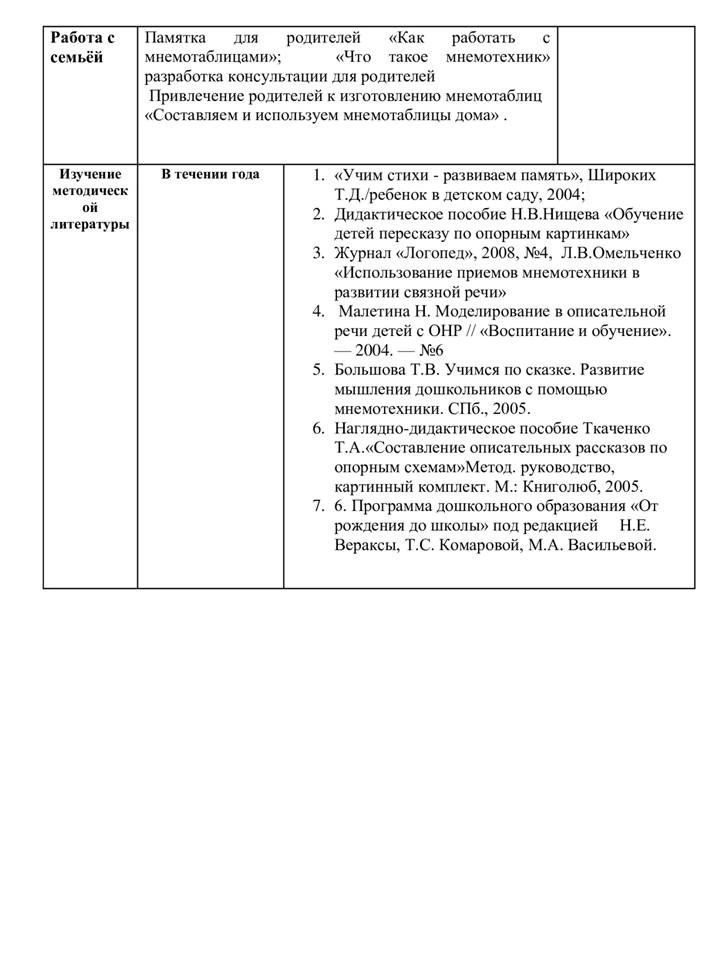 Работа с
семьёй
Памятка для родителей «Как работать с
мнемотаблицами»; «Что такое мнемотехник»
разработка консультации для родителей
Привлечение родителей к изготовлению мнемотаблиц
«Составляем и используем мнемотаблицы дома» .
Изучение
методическ
ой
литературы
В течении года
1. «Учим стихи - развиваем память», Широких
Т.Д./ребенок в детском саду, 2004;
2. Дидактическое пособие Н.В.Нищева «Обучение
детей пересказу по опорным картинкам»
3. Журнал «Логопед», 2008, №4, Л.В.Омельченко
«Использование приемов мнемотехники в
развитии связной речи»
4. Малетина Н. Моделирование в описательной
речи детей с ОНР // «Воспитание и обучение».
— 2004. — №6
5. Большова Т.В. Учимся по сказке. Развитие
мышления дошкольников с помощью
мнемотехники. СПб., 2005.
6. Наглядно-дидактическое пособие Ткаченко
Т.А.«Составление описательных рассказов по
опорным схемам»Метод. руководство,
картинный комплект. М.: Книголюб, 2005.
7. 6. Программа дошкольного образования «От
рождения до школы» под редакцией Н.Е.
Вераксы, Т.С. Комаровой, М.А. Васильевой.